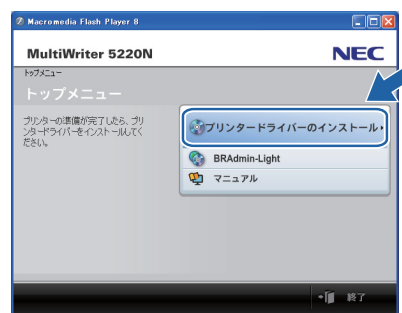 Macromedia Flash Player 8
MultiWriter 5220N
NEC
トップメニュー
トップメニュー
プリンターの準備が完了したら、プリ
ンタードライバーをインストールしてく
ださい。
プリンタードライバーのインストール
BRAdmin-Light
マニュアル
終了